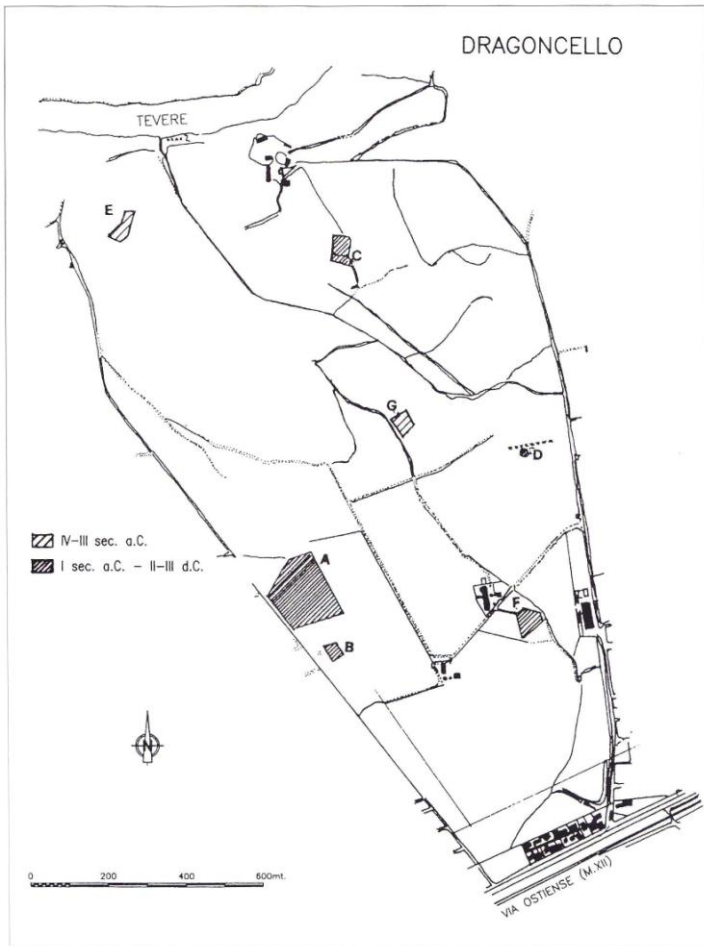 DRAGONCELLO
TEVERE
E
C
G
D
IV–III sec. a.C.
I sec. a.C. – II–III d.C.
A
F
B
N
0 200 400 600mt.
VIA OSTIENSE (M.XII)